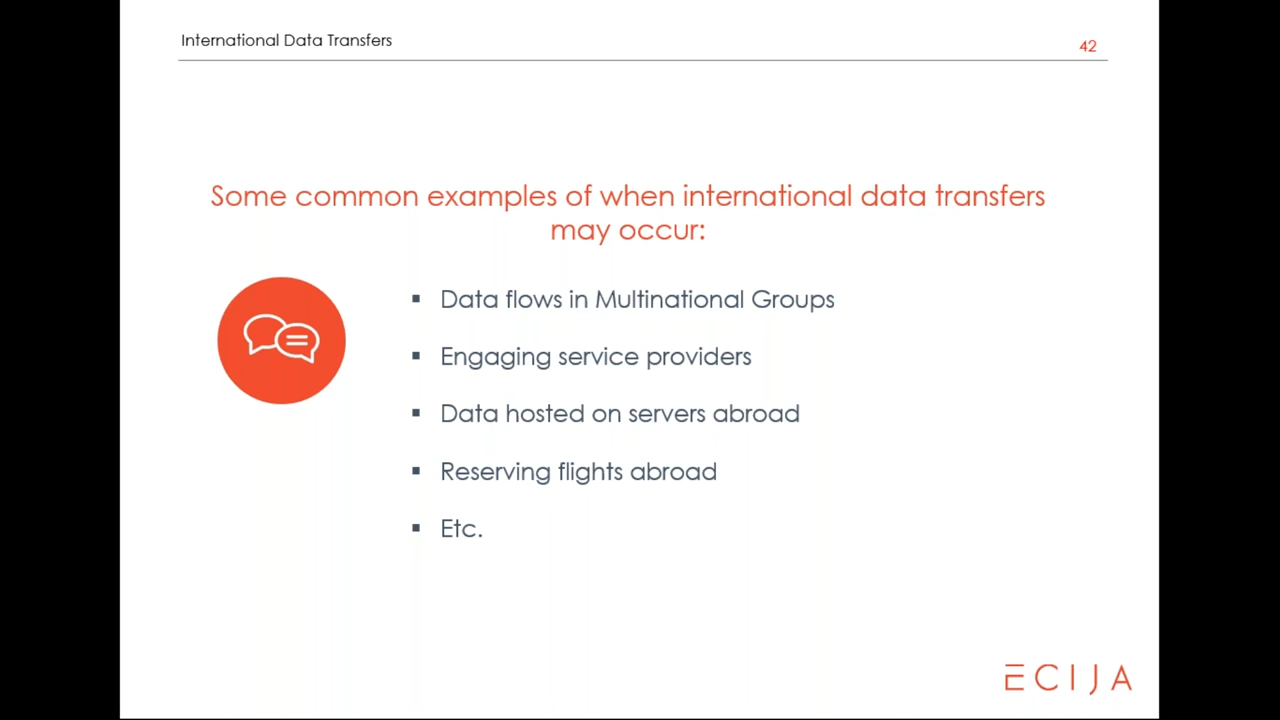 International Data Transfers
42
Some common examples of when international data transfers
may occur:
▪ Data flows in Multinational Groups
▪ Engaging service providers
▪ Data hosted on servers abroad
▪ Reserving flights abroad
▪ Etc.
ECIJA